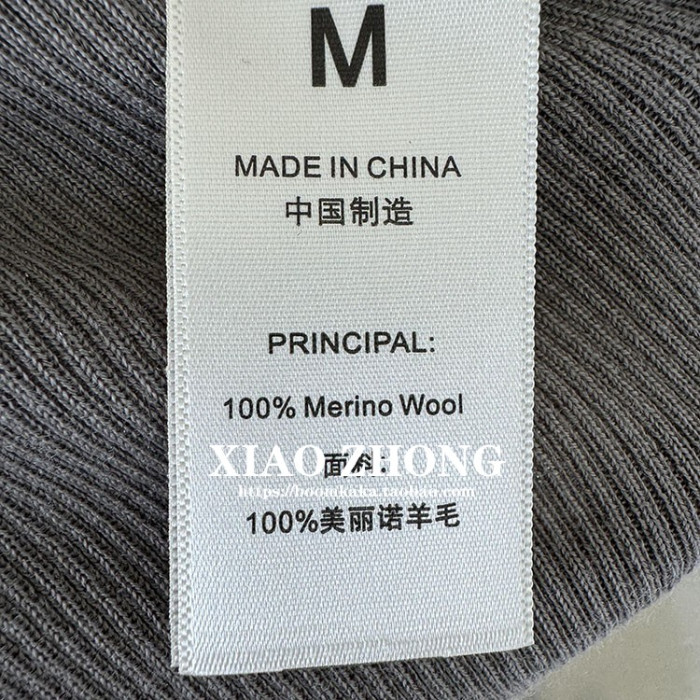 M
MADE IN CHINA
中国制造
PRINCIPAL:
100% Merino Wool
XIAO ZHONG
面料:
100%美丽诺羊毛